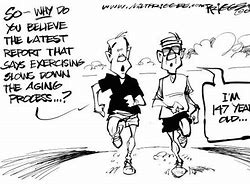 SO - WHY DO
YOU BELIEVE
THE LATEST
REPORT THAT
SAYS EXERCISING
SLOWS DOWN
THE AGING
PROCESS...?
I'M
147 YEARS
OLD...